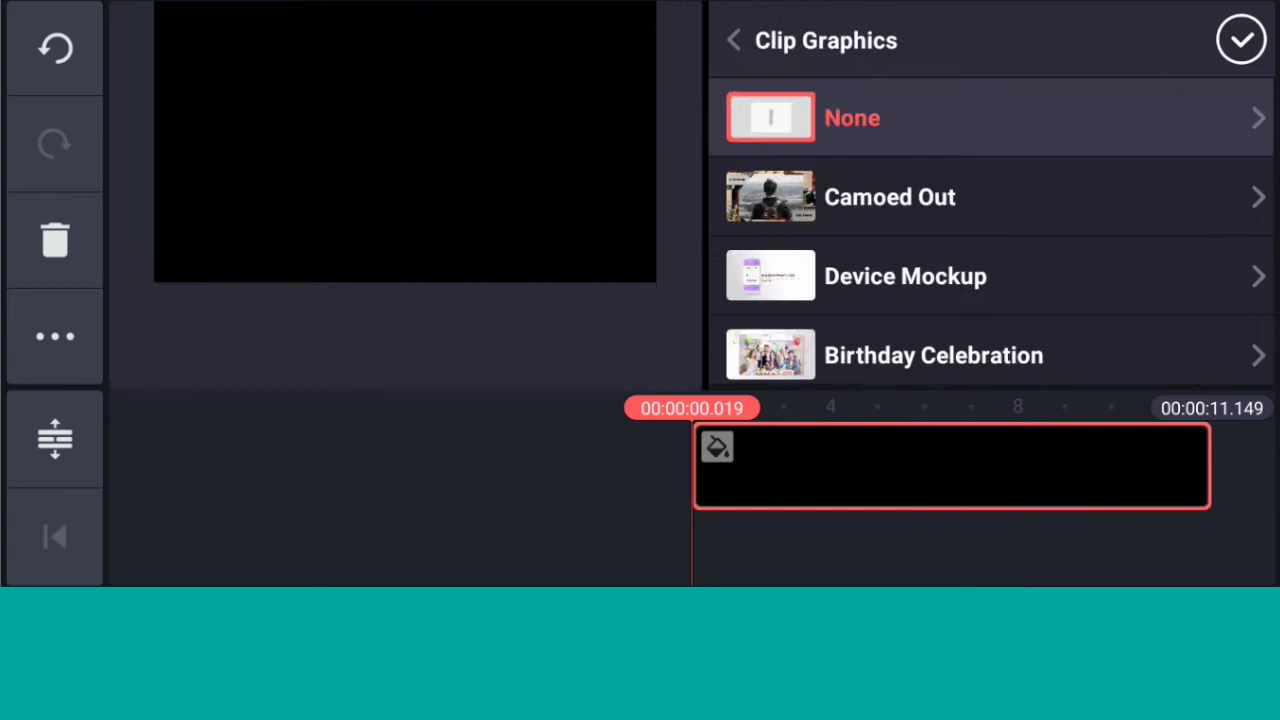 Clip Graphics
None
Camoed Out
Device Mockup
Birthday Celebration
00:00:00.019
4
8
00:00:11.149